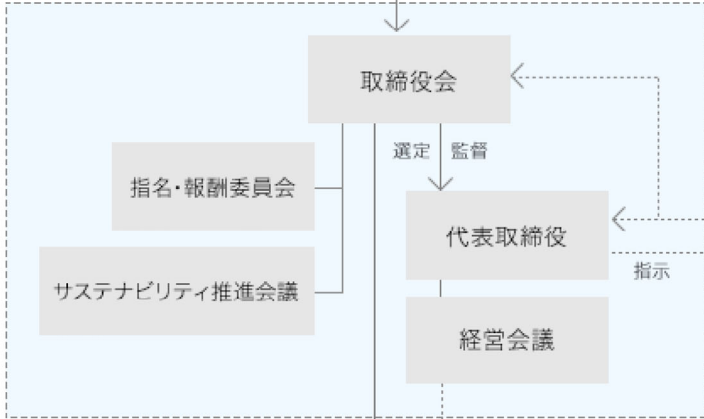 取締役会
選定
監督
指名・報酬委員会
代表取締役
指示
サステナビリティ推進会議
経営会議